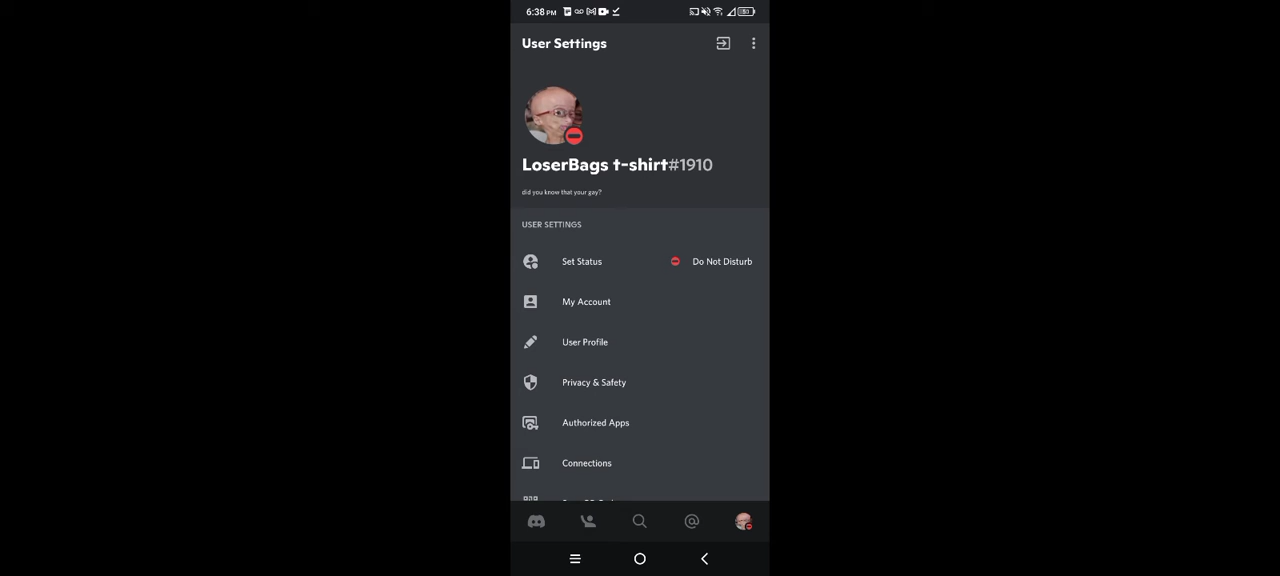 6:38 PM
User Settings
LoserBags t-shirt#1910
did you know that your gay?
USER SETTINGS
Set Status Do Not Disturb
My Account
User Profile
Privacy & Safety
Authorized Apps
Connections